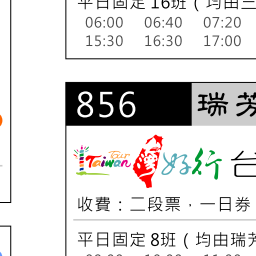 平日固定 16班 ( 均由三
06:00 06:40 07:20
15:30 16:30 17:00
856 瑞芳
Taiwan Tour 好行 台
收費：二段票，一日券
平日固定 8班 ( 均由瑞芳